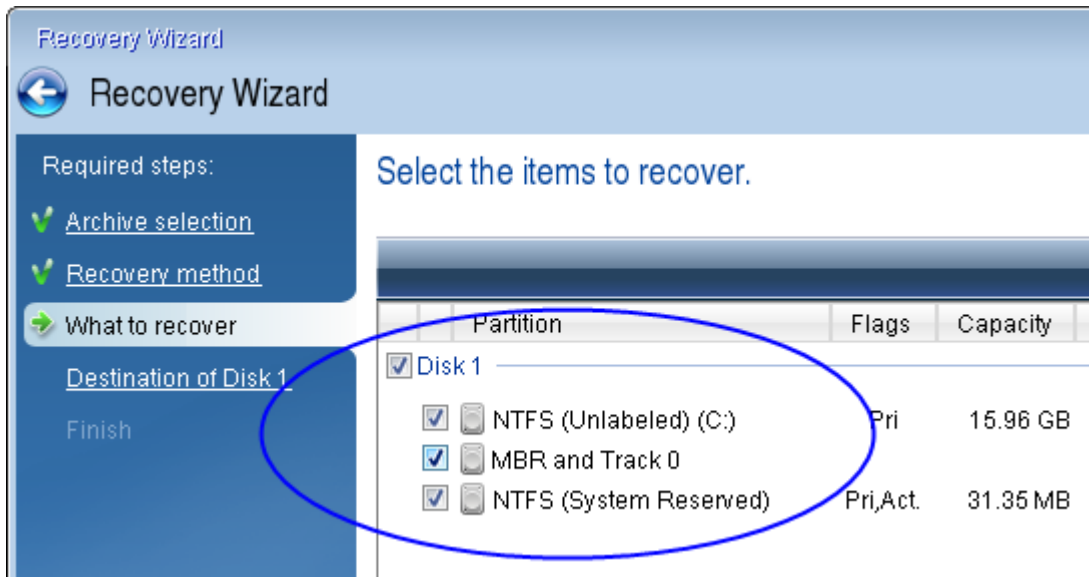 Recovery Wizard
Recovery Wizard
Required steps:
Archive selection
Recovery method
What to recover
Destination of Disk 1
Finish
Select the items to recover.
Partition Flags Capacity
Disk 1
NTFS (Unlabeled) (C:) Pri 15.96 GB
MBR and Track 0
NTFS (System Reserved) Pri,Act. 31.35 MB